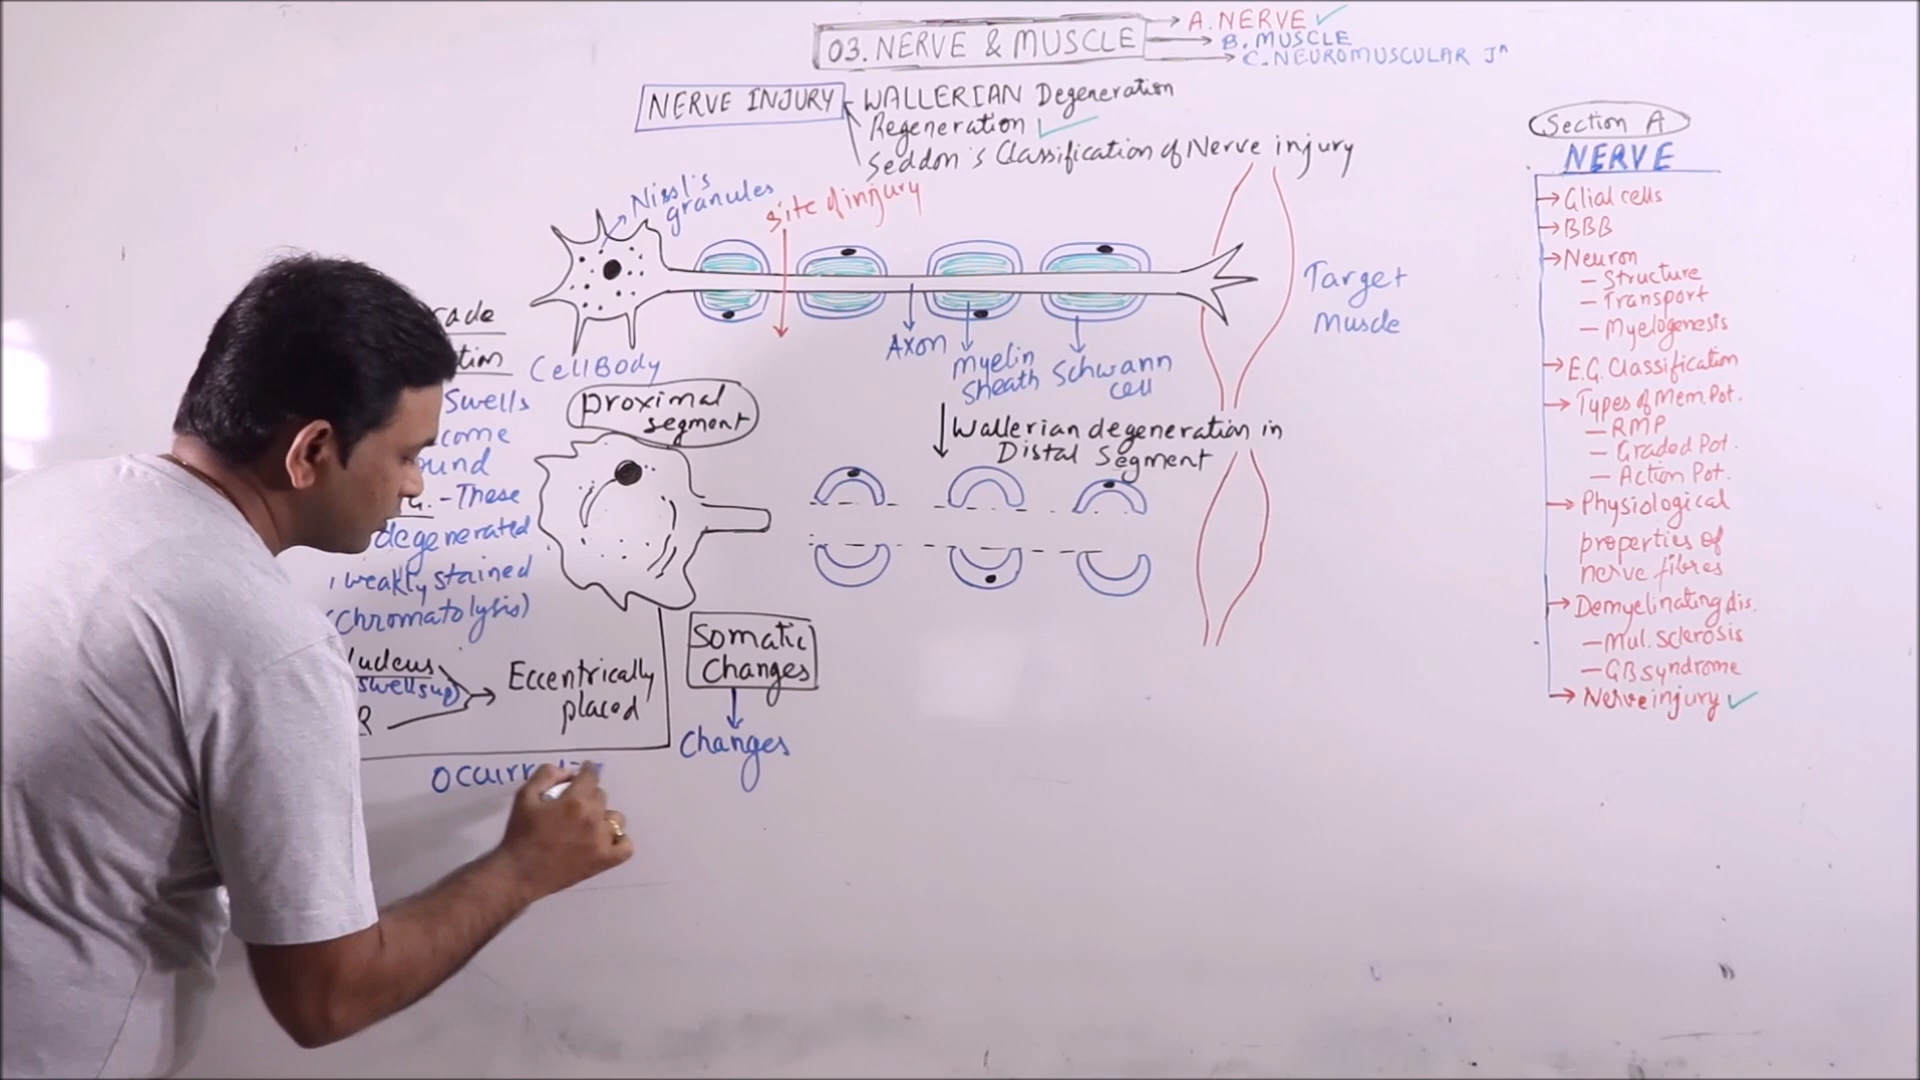 03. NERVE & MUSCLE
A. NERVE ✓
B. MUSCLE
C. NEUROMUSCULAR Jⁿ
NERVE INJURY
WALLERIAN Degeneration
Regeneration ✓
Seddon's Classification of Nerve injury
Nissl's
granules
site of injury
Cell Body
Axon
Myelin
Sheath
Schwann
cell
Target
Muscle
Proximal
segment
Wallerian degeneration in
Distal Segment
Swells
- These
degenerated
weakly stained
(Chromatolysis)
(swells up)
Eccentrically
placed
Somatic
Changes
Changes
Section A
NERVE
Glial cells
BBB
Neuron
- Structure
- Transport
- Myelogenesis
E.G. Classification
Types of Mem Pot.
- RMP
- Graded Pot.
- Action Pot.
Physiological
properties of
nerve fibres
Demyelinating dis.
- Mul. Sclerosis
- GB syndrome
Nerve injury ✓